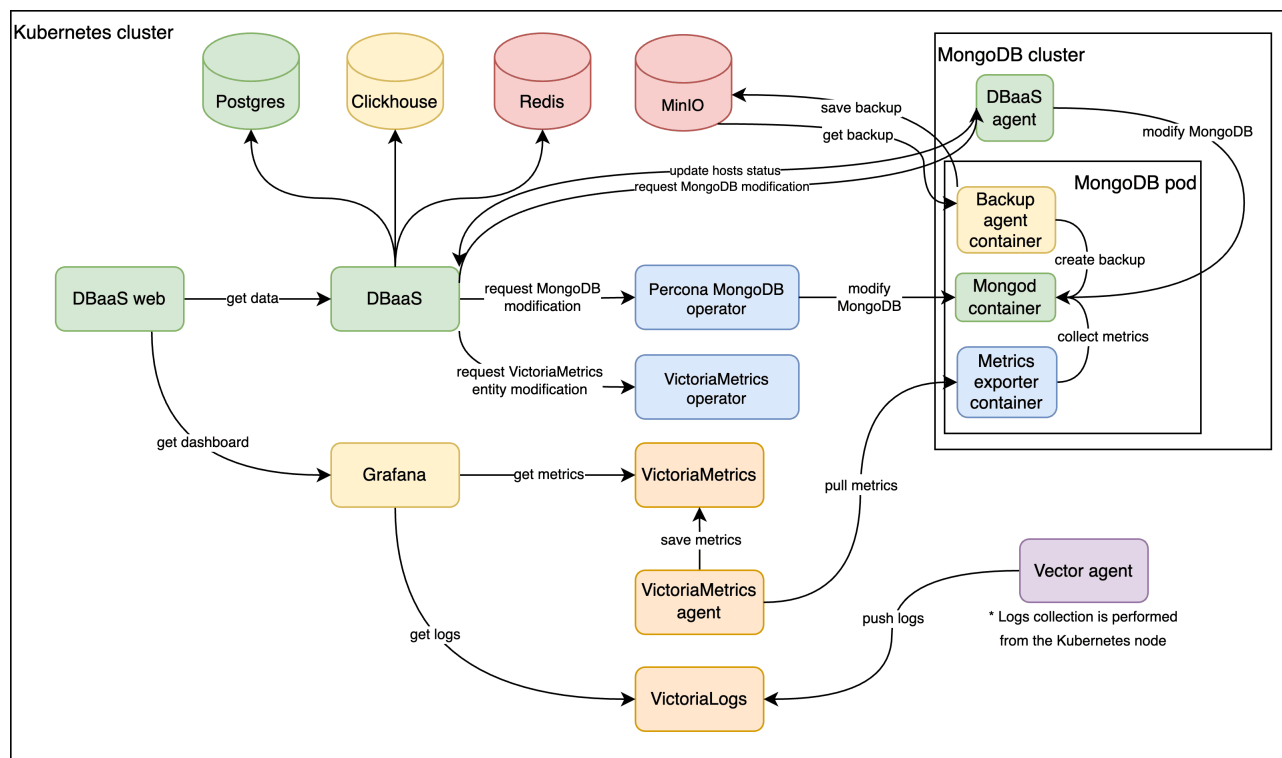 Kubernetes cluster
Postgres
Clickhouse
Redis
MinIO
MongoDB cluster
DBaaS
agent
save backup
get backup
modify MongoDB
update hosts status
request MongoDB modification
MongoDB pod
Backup
agent
container
create backup
DBaaS web
get data
DBaaS
request MongoDB
modification
Percona MongoDB
operator
modify
MongoDB
Mongod
container
collect metrics
Metrics
exporter
container
request VictoriaMetrics
entity modification
VictoriaMetrics
operator
get dashboard
Grafana
get metrics
VictoriaMetrics
pull metrics
save metrics
VictoriaMetrics
agent
Vector agent
* Logs collection is performed
from the Kubernetes node
push logs
get logs
VictoriaLogs